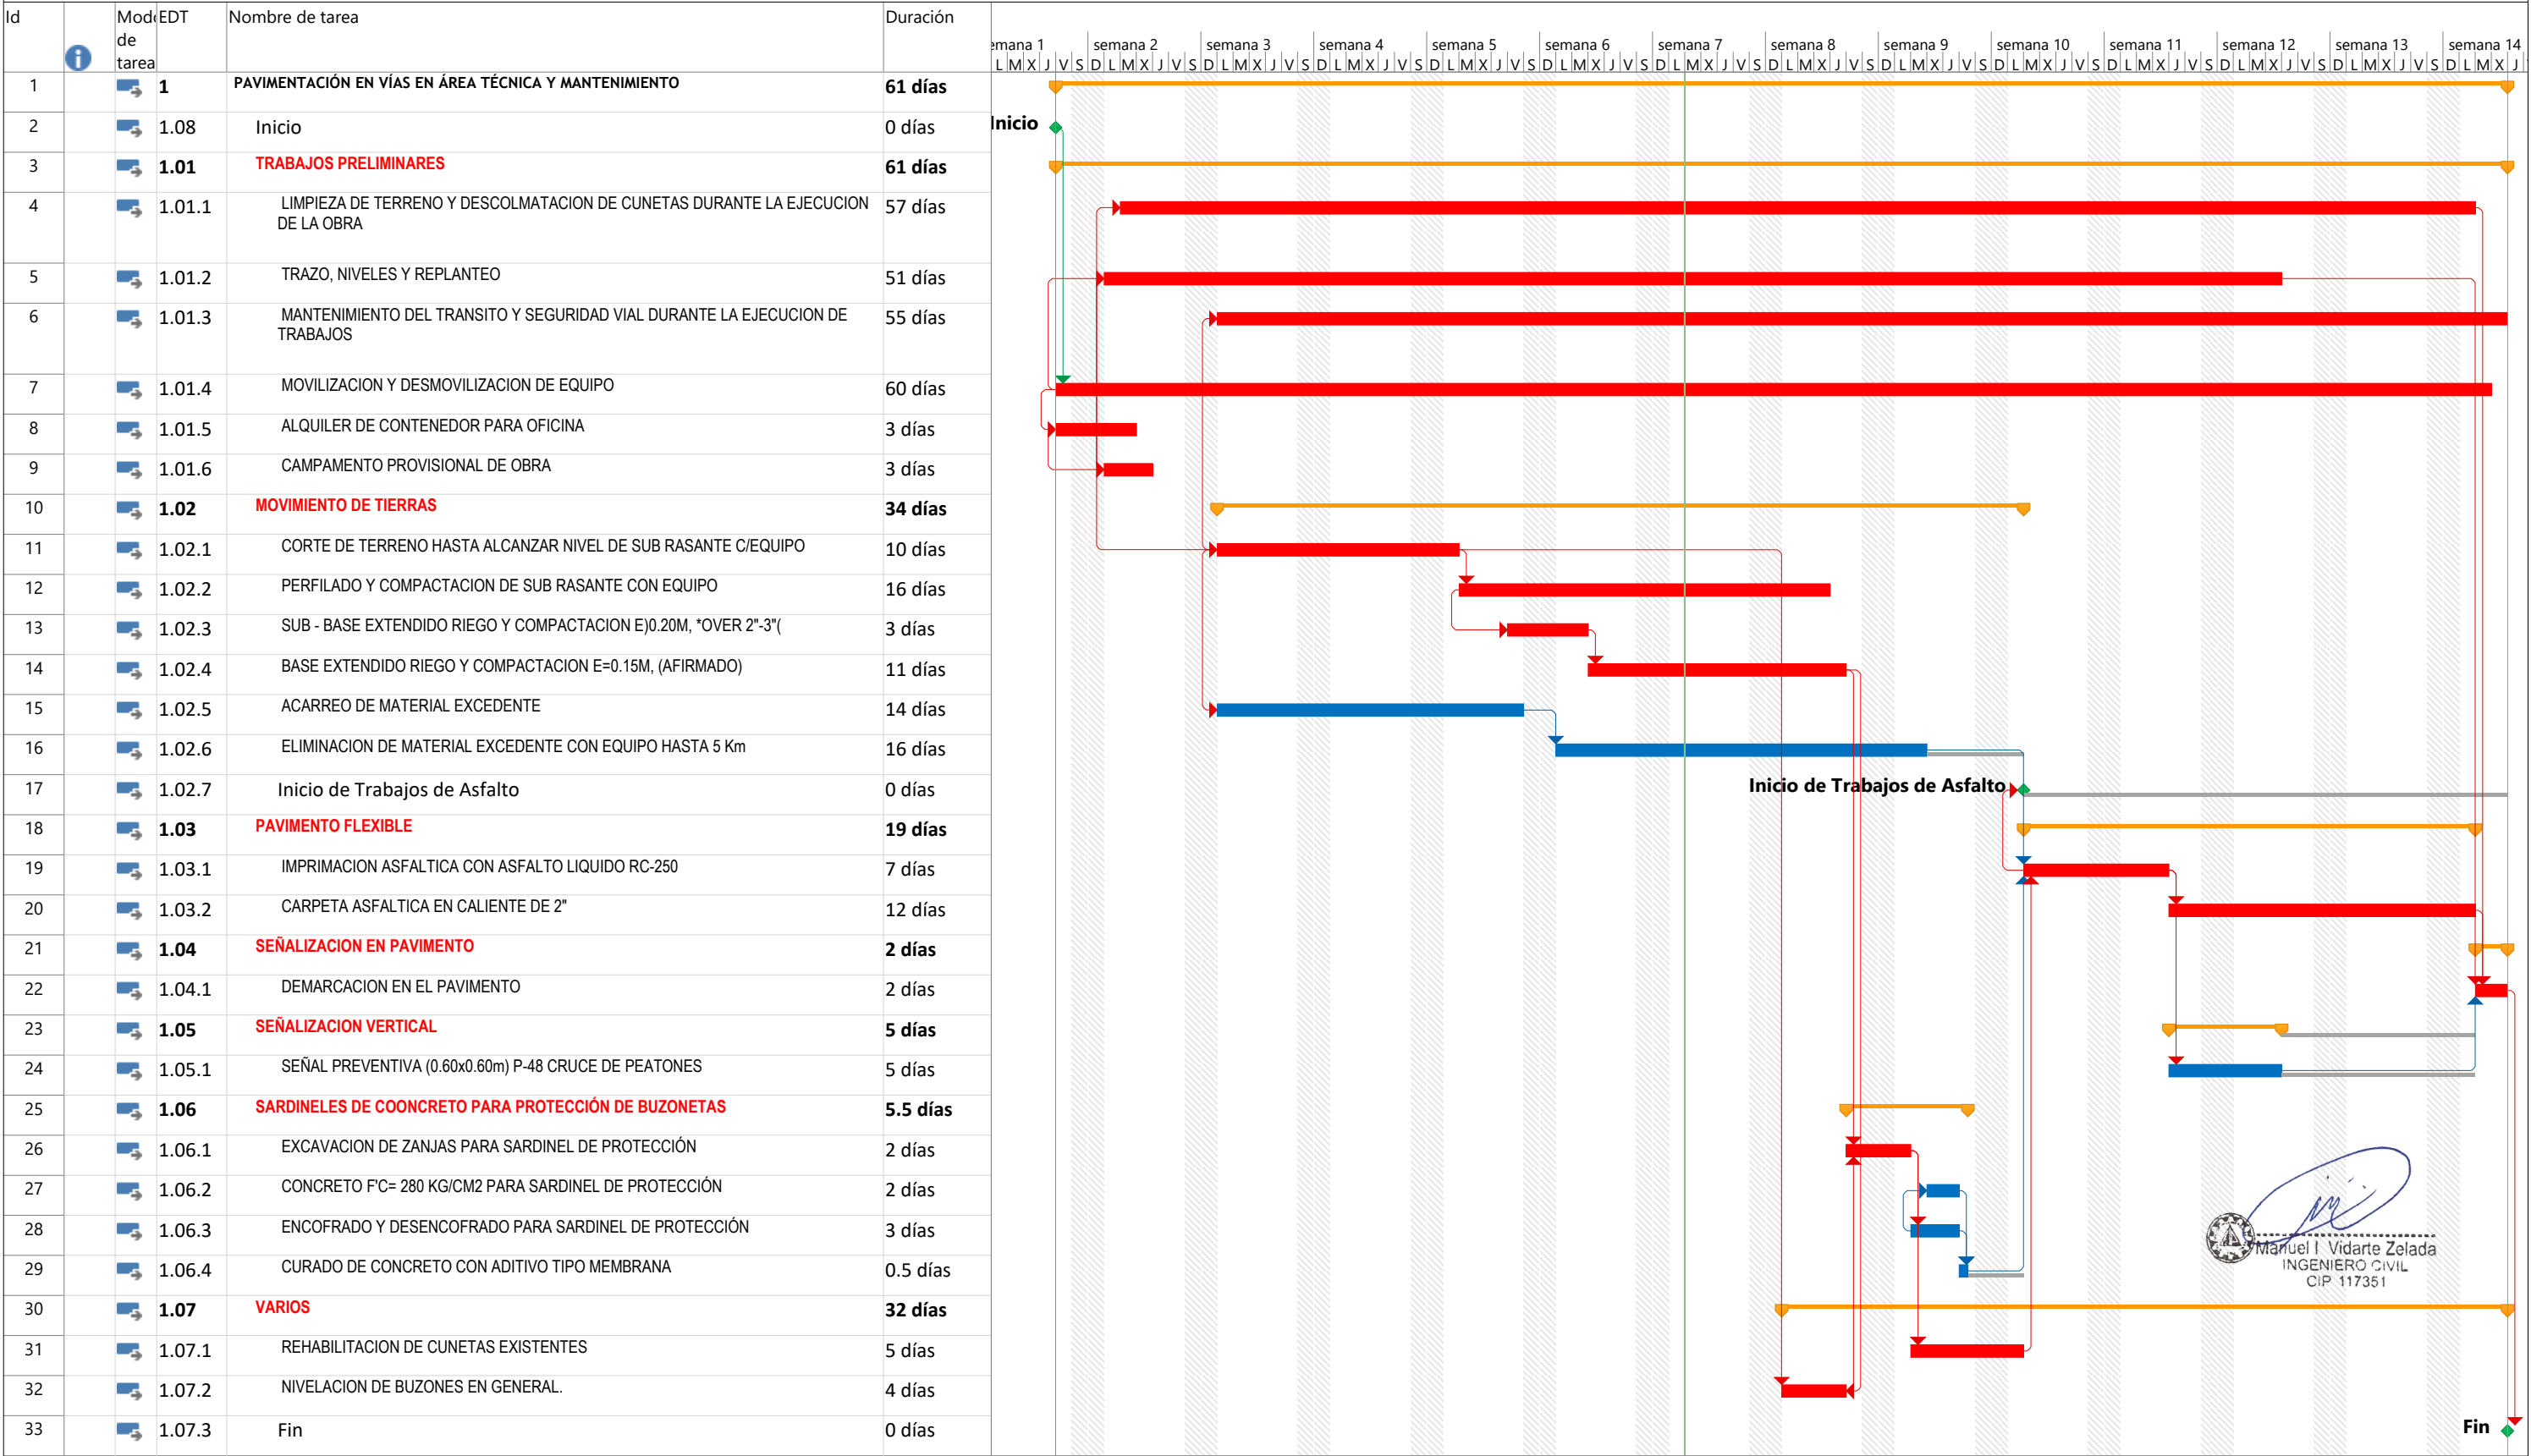 Id Modo EDT Nombre de tarea Duración
de
tarea
emana 1 semana 2 semana 3 semana 4 semana 5 semana 6 semana 7 semana 8 semana 9 semana 10 semana 11 semana 12 semana 13 semana 14
L M X J V S D L M X J V S D L M X J V S D L M X J V S D L M X J V S D L M X J V S D L M X J V S D L M X J V S D L M X J V S D L M X J V S D L M X J V S D L M X J V S D L M X J V S D L M X J
1 1 PAVIMENTACIÓN EN VÍAS EN ÁREA TÉCNICA Y MANTENIMIENTO 61 días
2 1.08 Inicio 0 días Inicio
3 1.01 TRABAJOS PRELIMINARES 61 días
4 1.01.1 LIMPIEZA DE TERRENO Y DESCOLMATACION DE CUNETAS DURANTE LA EJECUCION 57 días
DE LA OBRA
5 1.01.2 TRAZO, NIVELES Y REPLANTEO 51 días
6 1.01.3 MANTENIMIENTO DEL TRANSITO Y SEGURIDAD VIAL DURANTE LA EJECUCION DE 55 días
TRABAJOS
7 1.01.4 MOVILIZACION Y DESMOVILIZACION DE EQUIPO 60 días
8 1.01.5 ALQUILER DE CONTENEDOR PARA OFICINA 3 días
9 1.01.6 CAMPAMENTO PROVISIONAL DE OBRA 3 días
10 1.02 MOVIMIENTO DE TIERRAS 34 días
11 1.02.1 CORTE DE TERRENO HASTA ALCANZAR NIVEL DE SUB RASANTE C/EQUIPO 10 días
12 1.02.2 PERFILADO Y COMPACTACION DE SUB RASANTE CON EQUIPO 16 días
13 1.02.3 SUB - BASE EXTENDIDO RIEGO Y COMPACTACION E)0.20M, *OVER 2"-3"( 3 días
14 1.02.4 BASE EXTENDIDO RIEGO Y COMPACTACION E=0.15M, (AFIRMADO) 11 días
15 1.02.5 ACARREO DE MATERIAL EXCEDENTE 14 días
16 1.02.6 ELIMINACION DE MATERIAL EXCEDENTE CON EQUIPO HASTA 5 Km 16 días
17 1.02.7 Inicio de Trabajos de Asfalto 0 días Inicio de Trabajos de Asfalto
18 1.03 PAVIMENTO FLEXIBLE 19 días
19 1.03.1 IMPRIMACION ASFALTICA CON ASFALTO LIQUIDO RC-250 7 días
20 1.03.2 CARPETA ASFALTICA EN CALIENTE DE 2" 12 días
21 1.04 SEÑALIZACION EN PAVIMENTO 2 días
22 1.04.1 DEMARCACION EN EL PAVIMENTO 2 días
23 1.05 SEÑALIZACION VERTICAL 5 días
24 1.05.1 SEÑAL PREVENTIVA (0.60x0.60m) P-48 CRUCE DE PEATONES 5 días
25 1.06 SARDINELES DE COONCRETO PARA PROTECCIÓN DE BUZONETAS 5.5 días
26 1.06.1 EXCAVACION DE ZANJAS PARA SARDINEL DE PROTECCIÓN 2 días
27 1.06.2 CONCRETO F'C= 280 KG/CM2 PARA SARDINEL DE PROTECCIÓN 2 días
28 1.06.3 ENCOFRADO Y DESENCOFRADO PARA SARDINEL DE PROTECCIÓN 3 días
29 1.06.4 CURADO DE CONCRETO CON ADITIVO TIPO MEMBRANA 0.5 días
Manuel I. Vidarte Zelada
INGENIERO CIVIL
CIP 117351
30 1.07 VARIOS 32 días
31 1.07.1 REHABILITACION DE CUNETAS EXISTENTES 5 días
32 1.07.2 NIVELACION DE BUZONES EN GENERAL. 4 días
33 1.07.3 Fin 0 días Fin